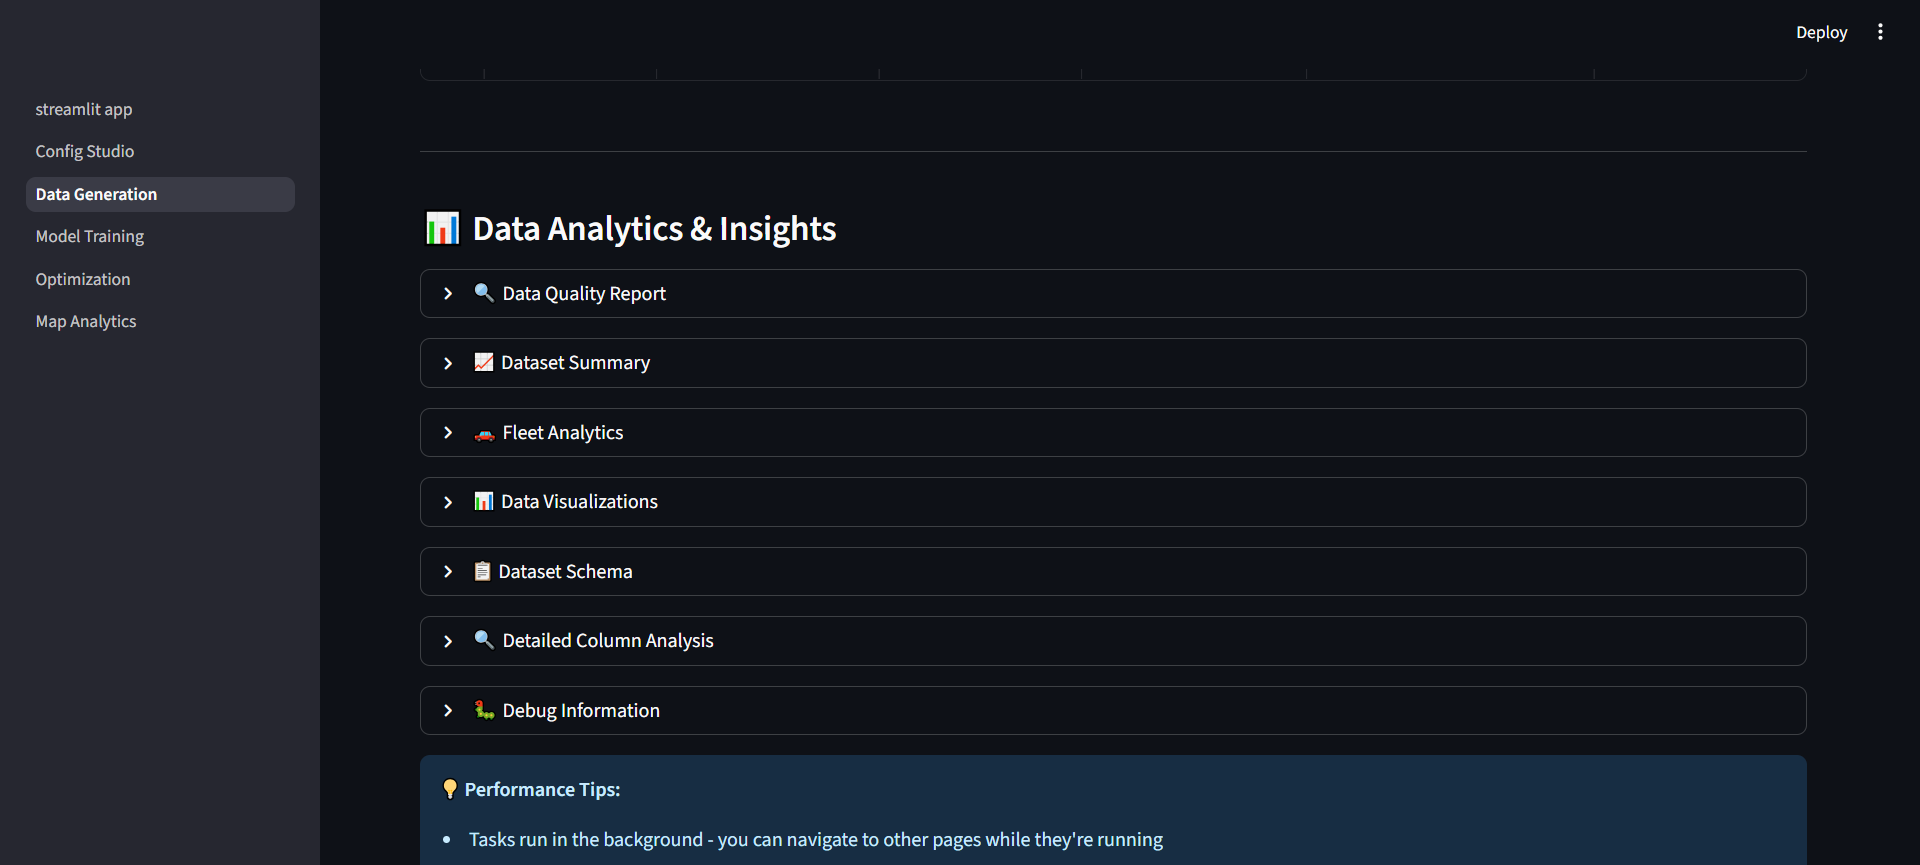 Deploy
streamlit app
Config Studio
Data Generation
Model Training
Optimization
Map Analytics
Data Analytics & Insights
Data Quality Report
Dataset Summary
Fleet Analytics
Data Visualizations
Dataset Schema
Detailed Column Analysis
Debug Information
Performance Tips:
Tasks run in the background - you can navigate to other pages while they're running